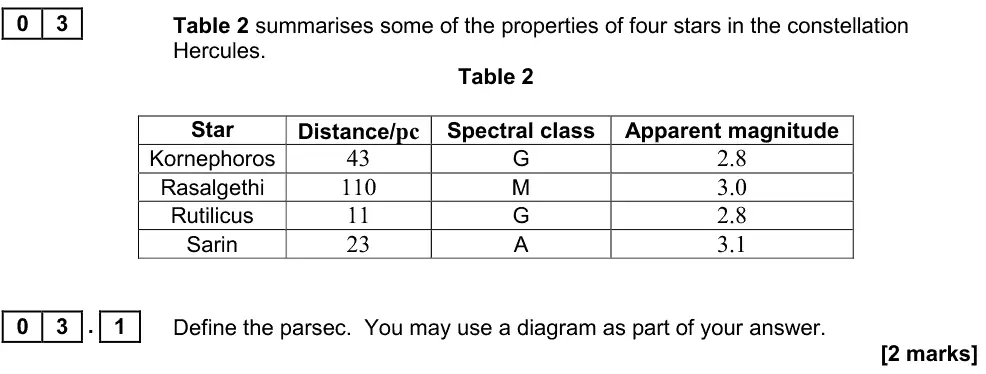 0 3 Table 2 summarises some of the properties of four stars in the constellation
Hercules.
Table 2
Star Distance/pc Spectral class Apparent magnitude
Kornephoros 43 G 2.8
Rasalgethi 110 M 3.0
Rutilicus 11 G 2.8
Sarin 23 A 3.1
0 3 . 1 Define the parsec. You may use a diagram as part of your answer.
[2 marks]